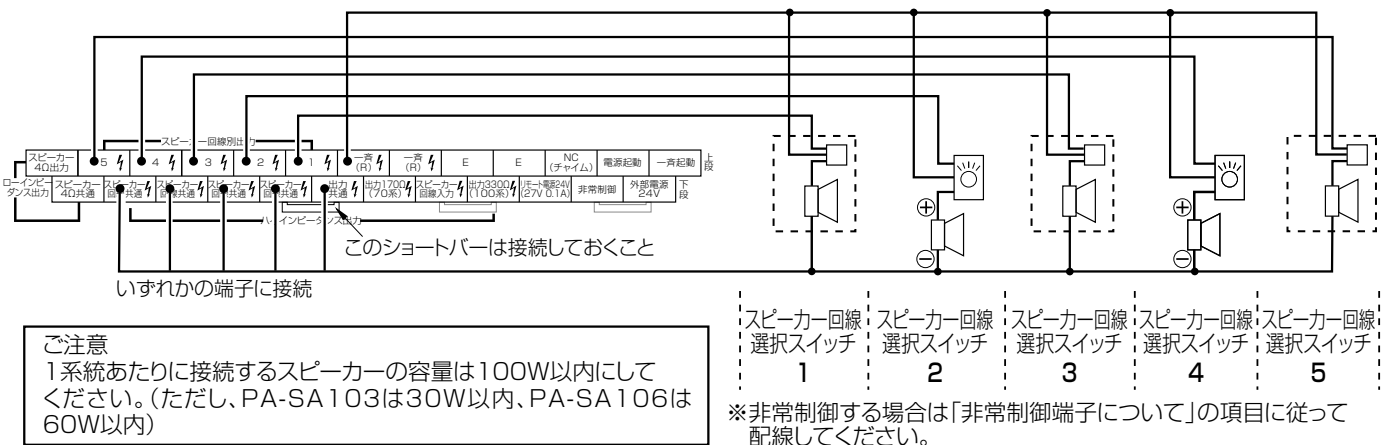 スピーカー回線別出力
スピーカー
4Ω出力
5
4
3
2
1
一斉
(R)
一斉
(R)
E
E
NC
(チャイム)
電源起動
一斉起動
上
段
ローインピー
ダンス出力
スピーカー
4Ω共通
スピーカー
回線共通
スピーカー
回線共通
スピーカー
回線共通
スピーカー
回線共通
出力
共通
出力170Ω
(70系)
スピーカー
回線入力
出力330Ω
(100系)
リモート電源24V
(27V 0.1A)
非常制御
外部電源
24V
下
段
ハイインピーダンス出力
このショートバーは接続しておくこと
いずれかの端子に接続
⊕
⊖
⊕
⊖
スピーカー回線
選択スイッチ
1
スピーカー回線
選択スイッチ
2
スピーカー回線
選択スイッチ
3
スピーカー回線
選択スイッチ
4
スピーカー回線
選択スイッチ
5
ご注意
1系統あたりに接続するスピーカーの容量は100W以内にして
ください。(ただし、PA-SA103は30W以内、PA-SA106は
60W以内)
※非常制御する場合は「非常制御端子について」の項目に従って
配線してください。